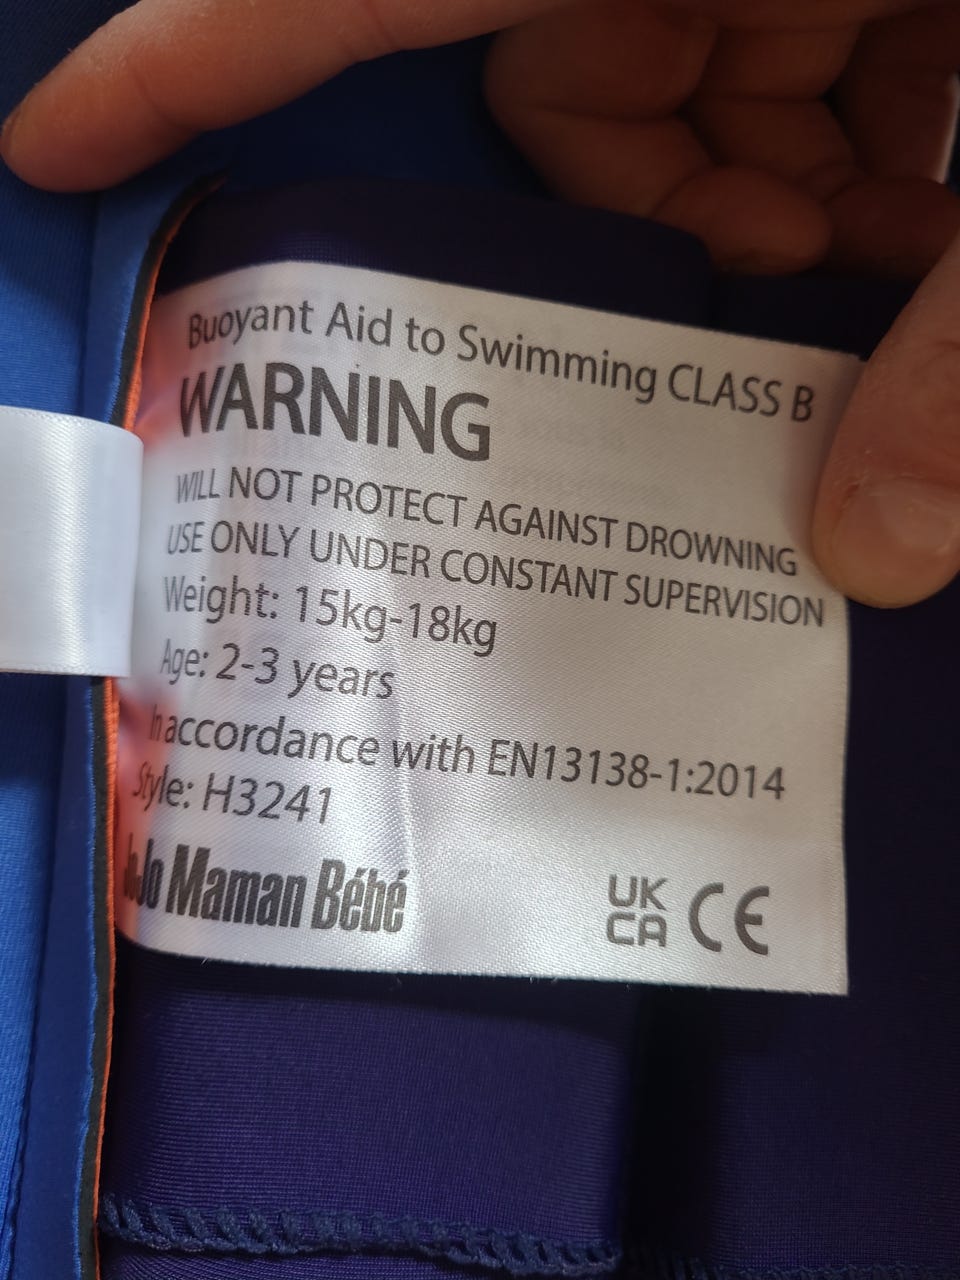 Buoyant Aid to Swimming CLASS B
WARNING
WILL NOT PROTECT AGAINST DROWNING
USE ONLY UNDER CONSTANT SUPERVISION
Weight: 15kg-18kg
Age: 2-3 years
In accordance with EN13138-1:2014
Style: H3241
JoJo Maman Bébé
UK
CA CE